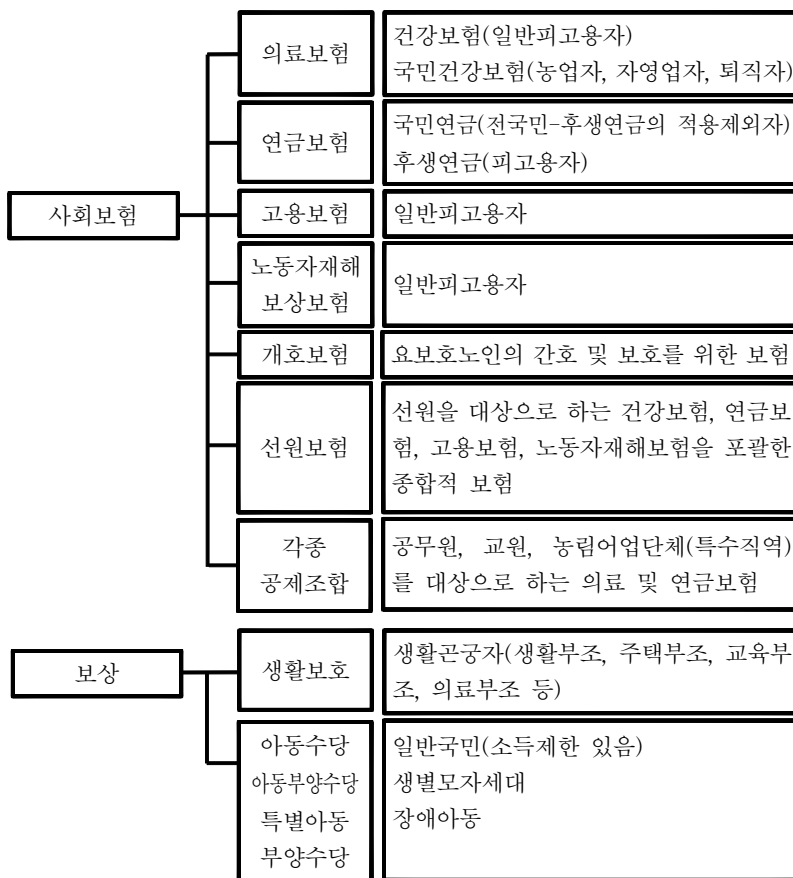 사회보험
의료보험
건강보험(일반피고용자)
국민건강보험(농업자, 자영업자, 퇴직자)
연금보험
국민연금(전국민-후생연금의 적용제외자)
후생연금(피고용자)
고용보험
일반피고용자
노동자재해
보상보험
일반피고용자
개호보험
요보호노인의 간호 및 보호를 위한 보험
선원보험
선원을 대상으로 하는 건강보험, 연금보
험, 고용보험, 노동자재해보험을 포괄한
종합적 보험
각종
공제조합
공무원, 교원, 농림어업단체(특수직역)
를 대상으로 하는 의료 및 연금보험
보상
생활보호
생활곤궁자(생활부조, 주택부조, 교육부
조, 의료부조 등)
아동수당
아동부양수당
특별아동
부양수당
일반국민(소득제한 있음)
생별모자세대
장애아동